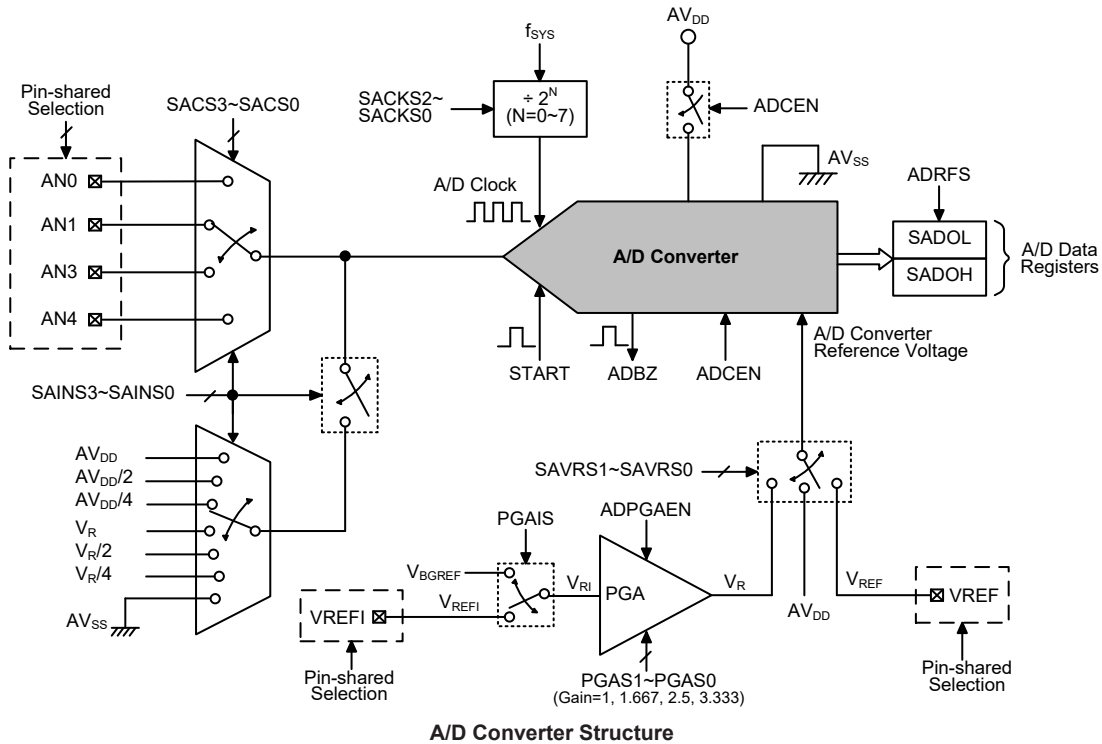 AV_DD
f_SYS
Pin-shared
Selection
SACS3~SACS0
SACKS2~
SACKS0
÷ 2^N
(N=0~7)
ADCEN
AV_SS
A/D Clock
ADRFS
AN0
AN1
AN3
AN4
A/D Converter
SADOL
SADOH
A/D Data
Registers
START
ADBZ
ADCEN
A/D Converter
Reference Voltage
SAINS3~SAINS0
AV_DD
AV_DD/2
AV_DD/4
V_R
V_R/2
V_R/4
AV_SS
SAVRS1~SAVRS0
PGAIS
ADPGAEN
V_BGREF
V_REFI
V_RI
PGA
V_R
AV_DD
V_REF
VREF
VREFI
Pin-shared
Selection
PGAS1~PGAS0
(Gain=1, 1.667, 2.5, 3.333)
Pin-shared
Selection
A/D Converter Structure